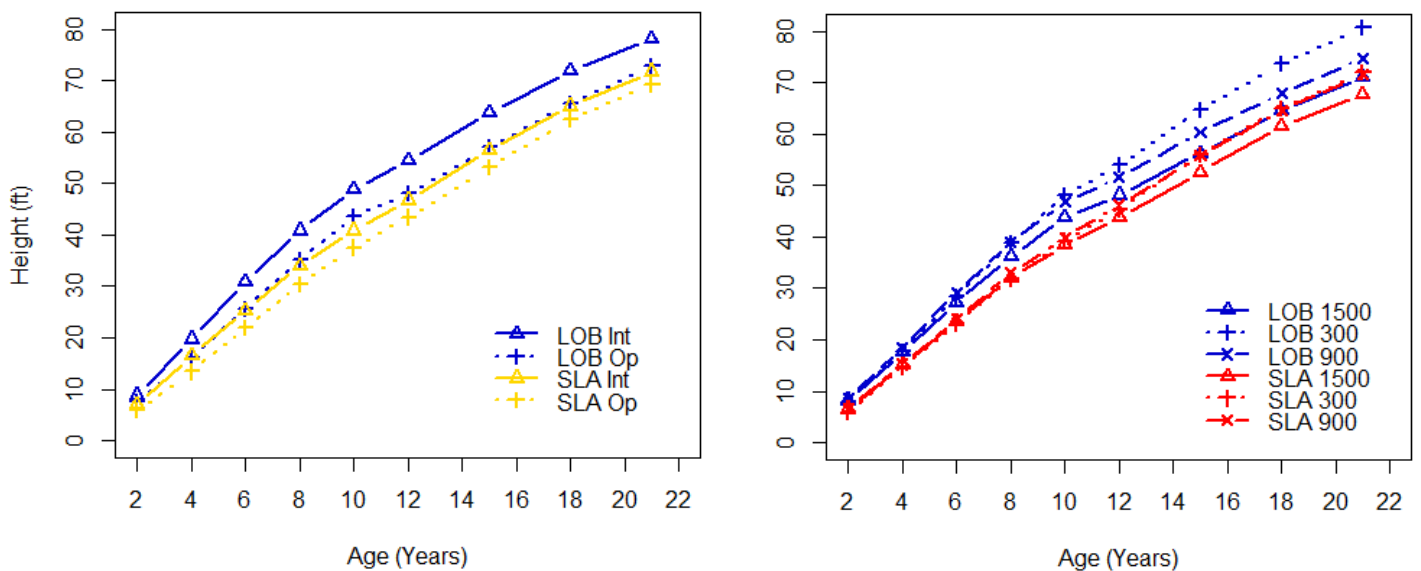 Height (ft)
80
70
60
50
40
30
20
10
0
LOB Int
LOB Op
SLA Int
SLA Op
2 4 6 8 10 12 14 16 18 20 22
Age (Years)
80
70
60
50
40
30
20
10
0
LOB 1500
LOB 300
LOB 900
SLA 1500
SLA 300
SLA 900
2 4 6 8 10 12 14 16 18 20 22
Age (Years)